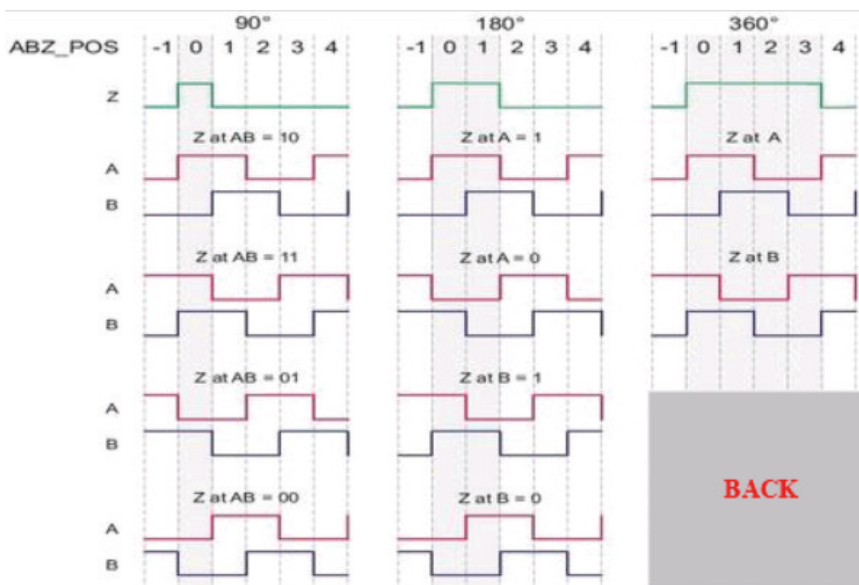 90° 180° 360°
ABZ_POS -1 0 1 2 3 4 -1 0 1 2 3 4 -1 0 1 2 3 4
Z
Z at AB = 10 Z at A = 1 Z at A
A
B
Z at AB = 11 Z at A = 0 Z at B
A
B
Z at AB = 01 Z at B = 1
A
B
BACK
Z at AB = 00 Z at B = 0
A
B